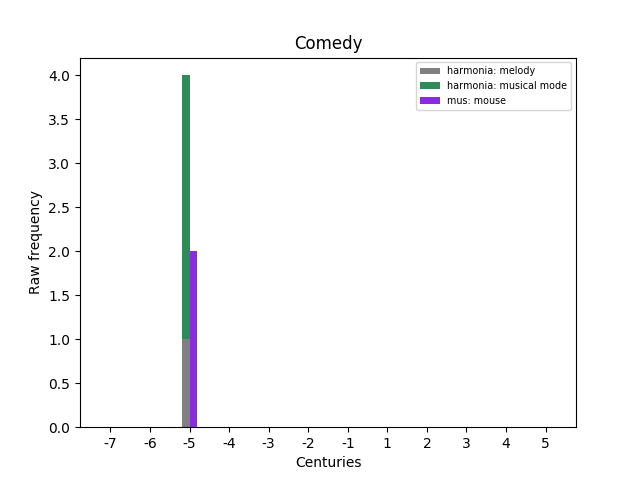 Comedy
harmonia: melody
harmonia: musical mode
mus: mouse
Raw frequency
4.0
3.5
3.0
2.5
2.0
1.5
1.0
0.5
0.0
-7 -6 -5 -4 -3 -2 -1 1 2 3 4 5
Centuries